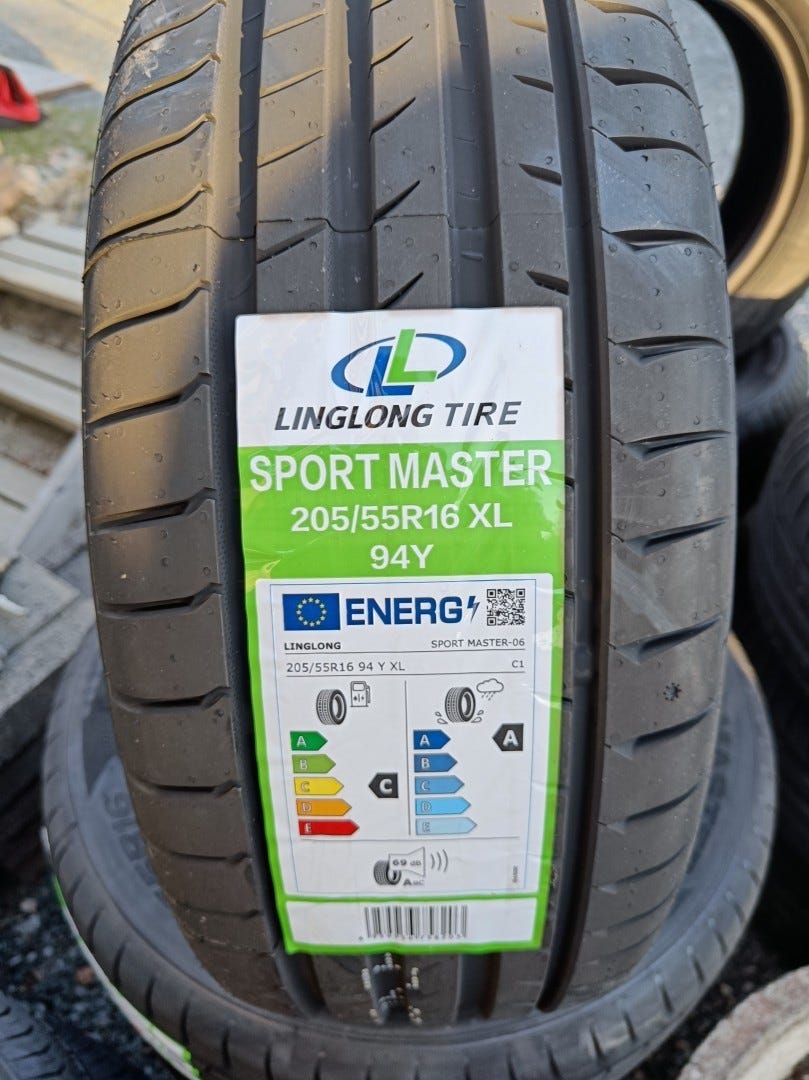 LINGLONG TIRE
SPORT MASTER
205/55R16 XL
94Y
ENERG
LINGLONG SPORT MASTER-06
205/55R16 94 Y XL C1
A A A
B B
C C C
D D
E E
69 dB
A